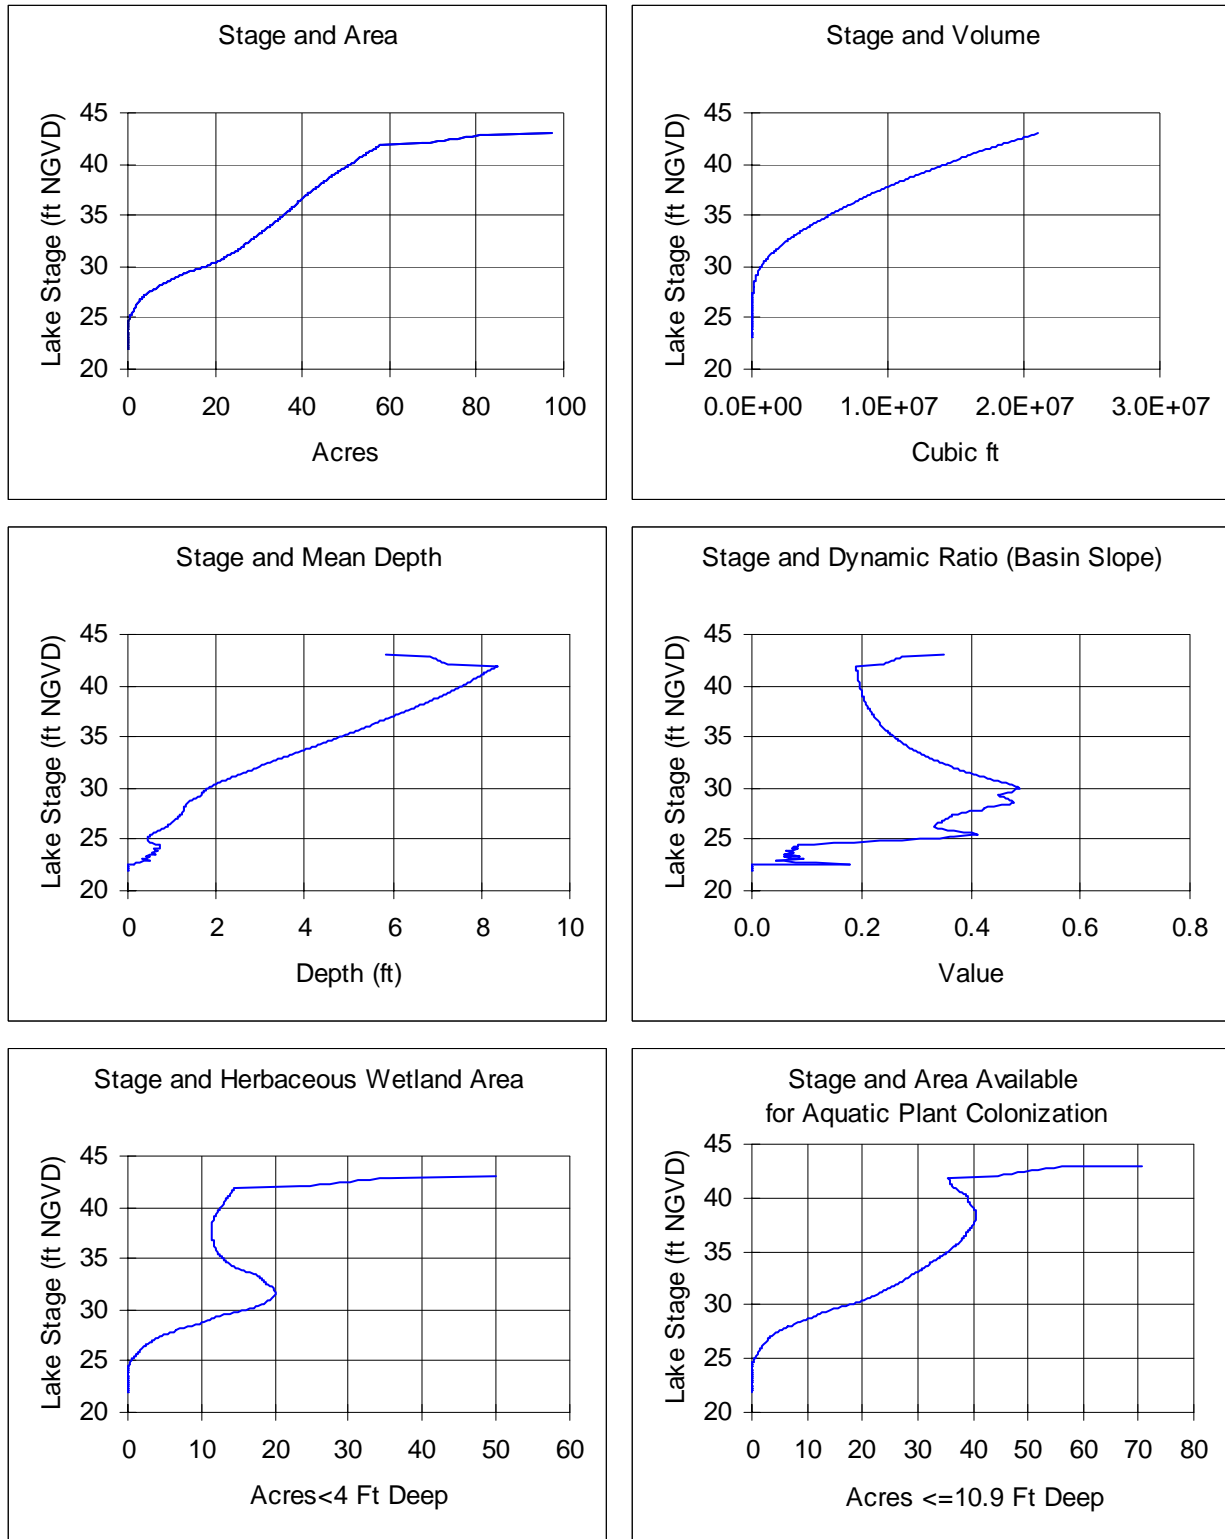 Stage and Area
Lake Stage (ft NGVD)
45
40
35
30
25
20
0 20 40 60 80 100
Acres
Stage and Volume
Lake Stage (ft NGVD)
45
40
35
30
25
20
0.0E+00 1.0E+07 2.0E+07 3.0E+07
Cubic ft
Stage and Mean Depth
Lake Stage (ft NGVD)
45
40
35
30
25
20
0 2 4 6 8 10
Depth (ft)
Stage and Dynamic Ratio (Basin Slope)
Lake Stage (ft NGVD)
45
40
35
30
25
20
0.0 0.2 0.4 0.6 0.8
Value
Stage and Herbaceous Wetland Area
Lake Stage (ft NGVD)
45
40
35
30
25
20
0 10 20 30 40 50 60
Acres<4 Ft Deep
Stage and Area Available
for Aquatic Plant Colonization
Lake Stage (ft NGVD)
45
40
35
30
25
20
0 10 20 30 40 50 60 70 80
Acres <=10.9 Ft Deep